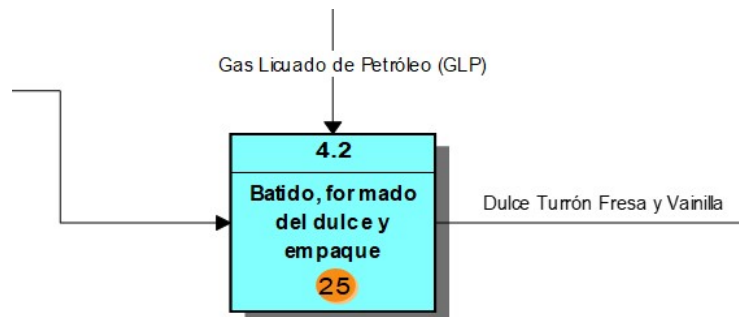 Gas Licuado de Petróleo (GLP)
4.2
Batido, formado
del dulce y
empaque
25
Dulce Turrón Fresa y Vainilla